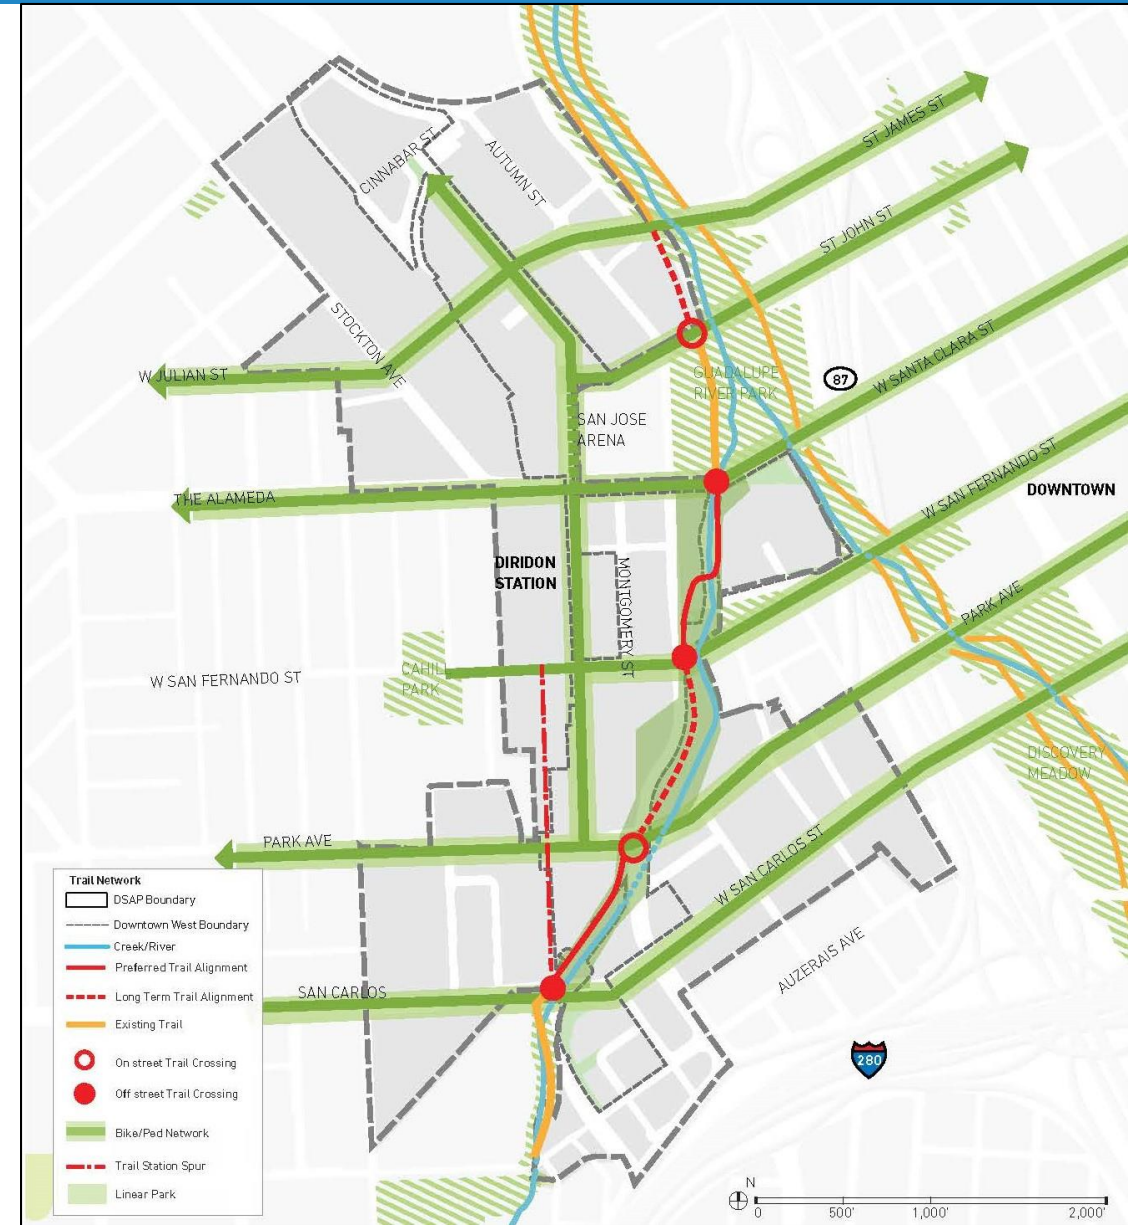 ST JAMES ST
CINNABAR ST
AUTUMN ST
ST JOHN ST
STOCKTON AVE
W JULIAN ST
GUADALUPE
RIVER PARK
87
W SANTA CLARA ST
SAN JOSE
ARENA
THE ALAMEDA
W SAN FERNANDO ST
DOWNTOWN
DIRIDON
STATION
MONTGOMERY ST
PARK AVE
CAHILL
PARK
W SAN FERNANDO ST
DISCOVERY
MEADOW
PARK AVE
W SAN CARLOS ST
AUZERAIS AVE
SAN CARLOS
280
Trail Network
DSAP Boundary
Downtown West Boundary
Creek/River
Preferred Trail Alignment
Long Term Trail Alignment
Existing Trail
On street Trail Crossing
Off street Trail Crossing
Bike/Ped Network
Trail Station Spur
Linear Park
N
0 500' 1,000' 2,000'